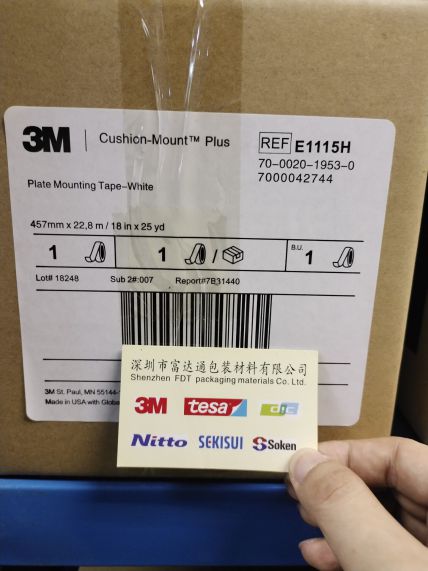 3M | Cushion-Mount™ Plus
REF E1115H
70-0020-1953-0
7000042744
Plate Mounting Tape–White
457mm x 22,8 m / 18 in x 25 yd
1 1 / B.U. 1
Lot# 18248 Sub 2#:007 Report#7B31440
3M St. Paul, MN 55144-
Made in USA with
深圳市富达通包装材料有限公司
Shenzhen FDT packaging materials Co. Ltd.
3M tesa dic
Nitto SEKISUI Soken